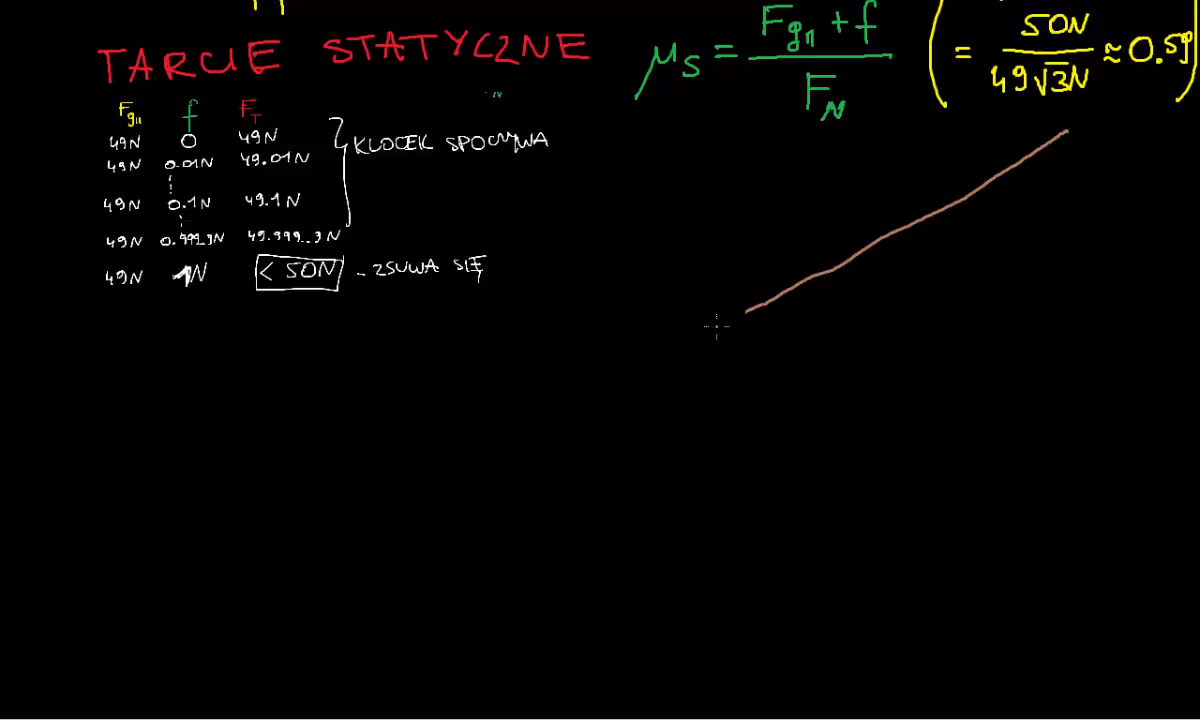 TARCIE STATYCZNE
μs = Fg|| + f / FN
( = 50N / 49√3N ≈ 0.59 )
Fg|| f FT
49N 0 49N
49N 0.01N 49.01N
49N 0.1N 49.1N
49N 0.999..9N 49.999..9N
KLOCEK SPOCZYWA
49N 1N < 50N - ZSUWA SIĘ